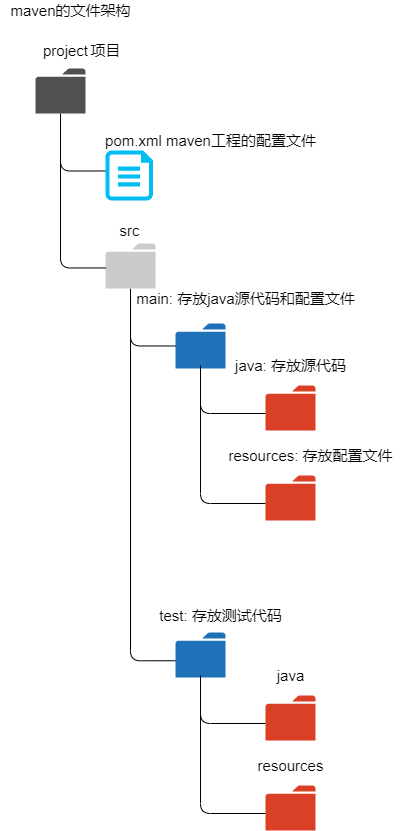 maven的文件架构
project 项目
pom.xml maven工程的配置文件
src
main: 存放java源代码和配置文件
java: 存放源代码
resources: 存放配置文件
test: 存放测试代码
java
resources